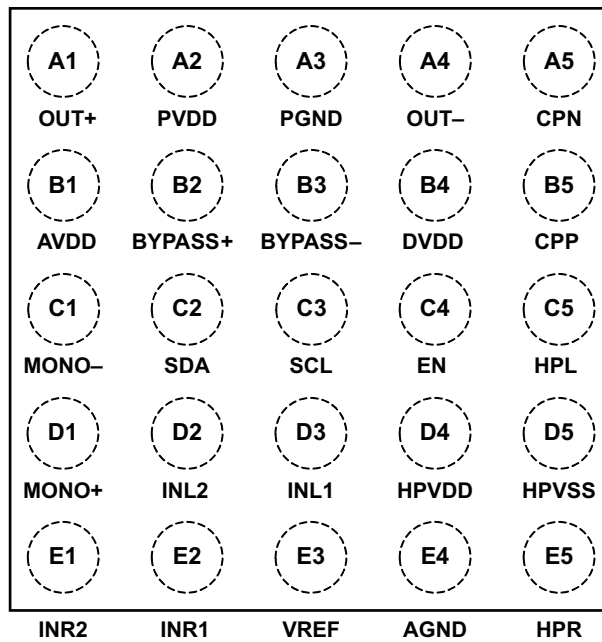 A1 A2 A3 A4 A5
OUT+ PVDD PGND OUT– CPN
B1 B2 B3 B4 B5
AVDD BYPASS+ BYPASS– DVDD CPP
C1 C2 C3 C4 C5
MONO– SDA SCL EN HPL
D1 D2 D3 D4 D5
MONO+ INL2 INL1 HPVDD HPVSS
E1 E2 E3 E4 E5
INR2 INR1 VREF AGND HPR